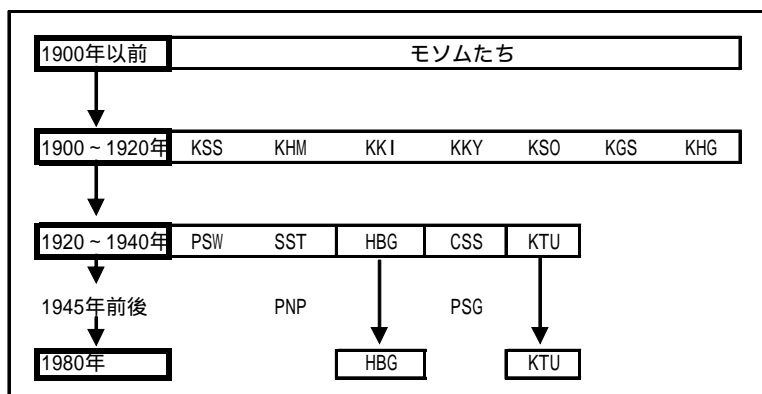 1900年以前 モソムたち
1900~1920年 KSS KHM KKI KKY KSO KGS KHG
1920~1940年 PSW SST HBG CSS KTU
1945年前後 PNP PSG
1980年 HBG KTU